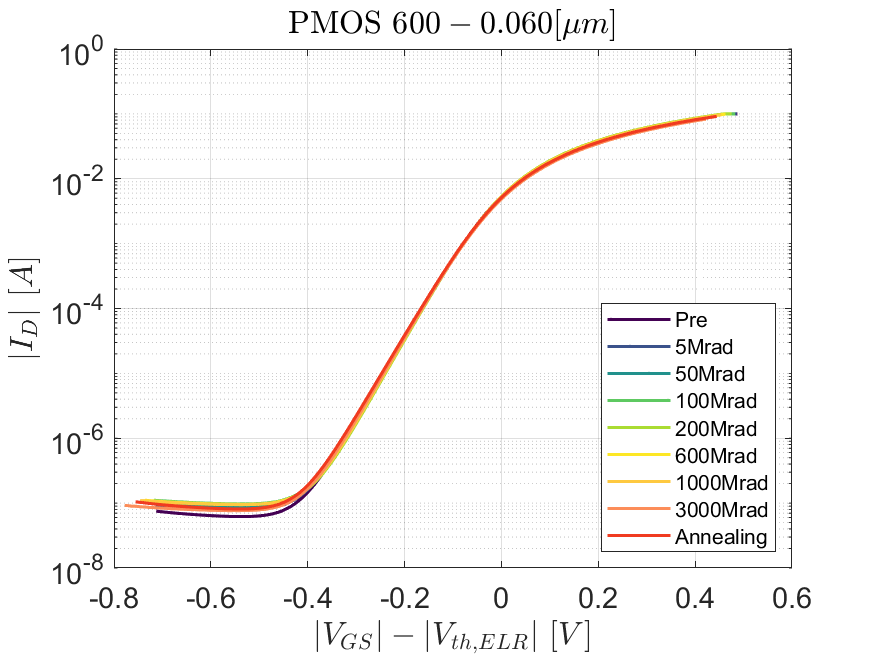 PMOS 600 − 0.060[μm]
10^0
10^-2
10^-4
10^-6
10^-8
|I_D| [A]
Pre
5Mrad
50Mrad
100Mrad
200Mrad
600Mrad
1000Mrad
3000Mrad
Annealing
-0.8 -0.6 -0.4 -0.2 0 0.2 0.4 0.6
|V_GS| − |V_th,ELR| [V]